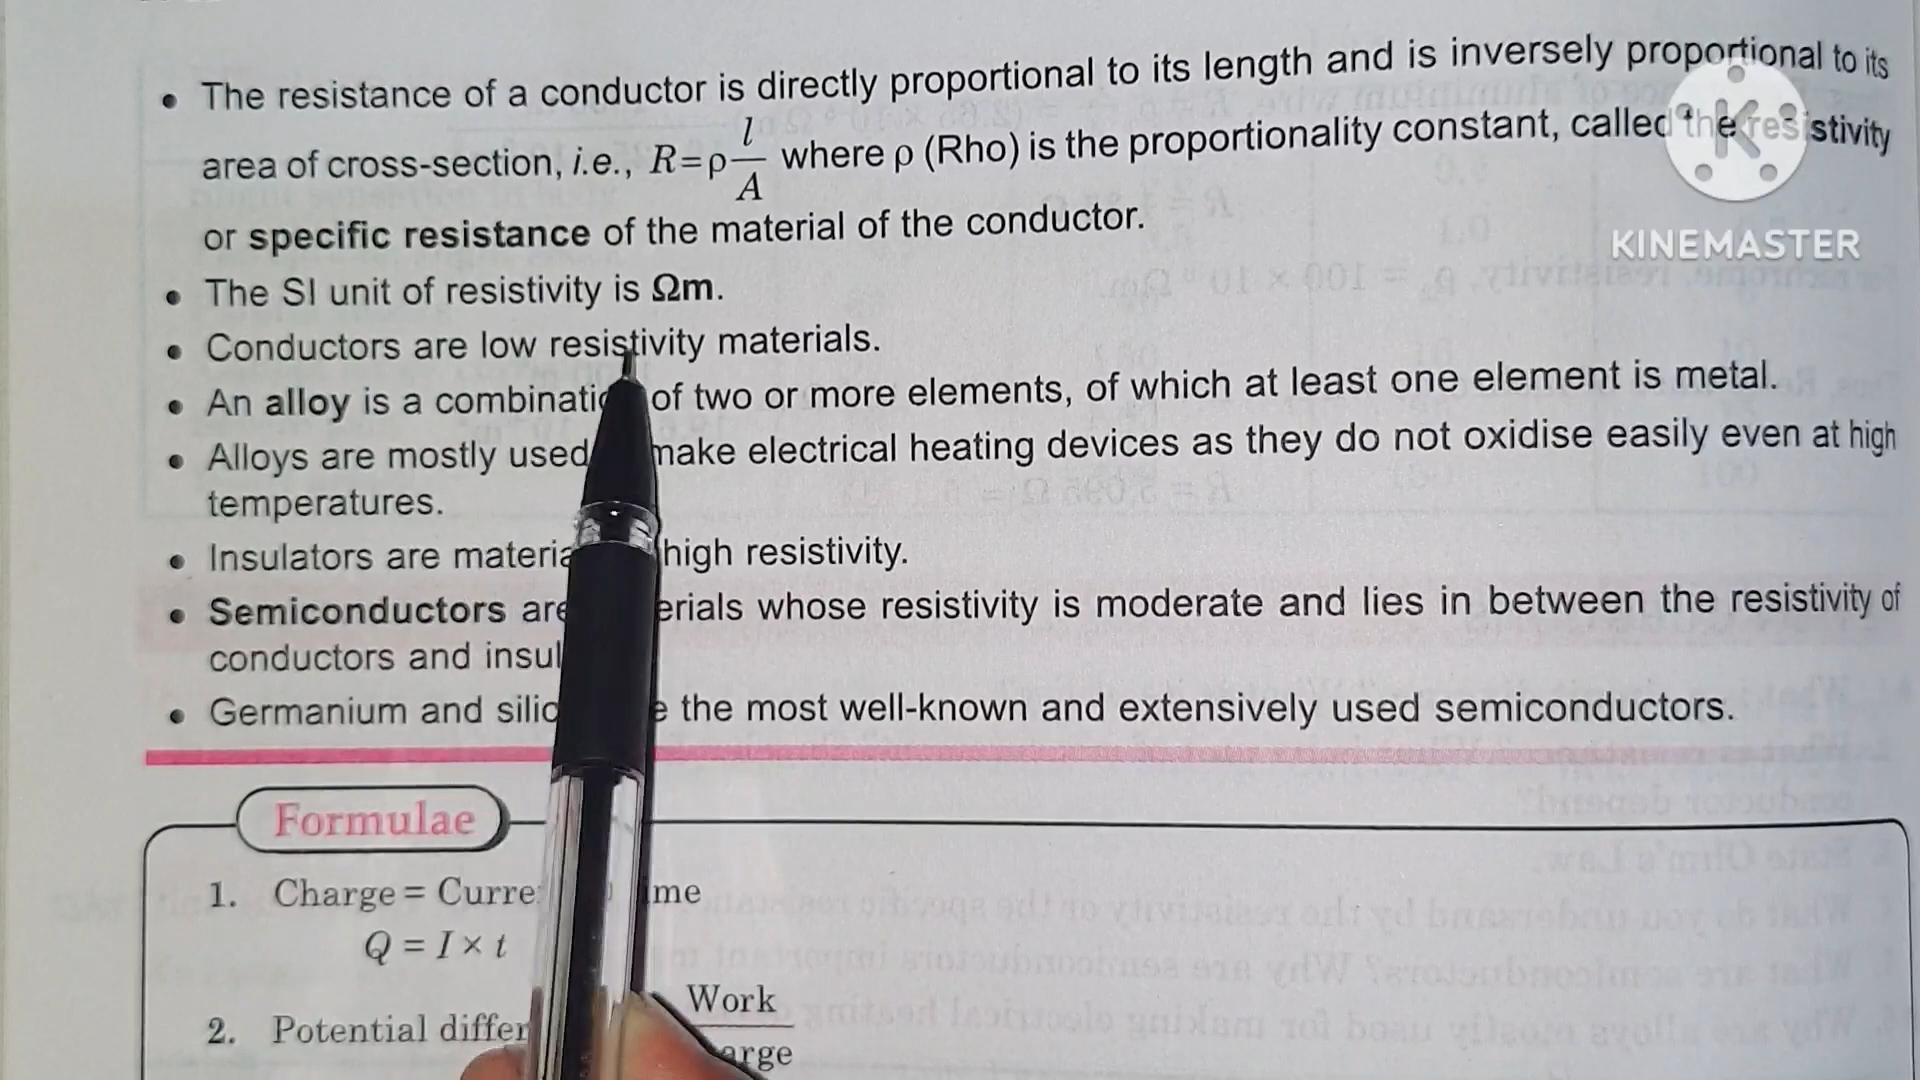 • The resistance of a conductor is directly proportional to its length and is inversely proportional to its
area of cross-section, i.e., R=ρ l/A where ρ (Rho) is the proportionality constant, called the resistivity
or specific resistance of the material of the conductor.
• The SI unit of resistivity is Ωm.
• Conductors are low resistivity materials.
• An alloy is a combinatio of two or more elements, of which at least one element is metal.
• Alloys are mostly used make electrical heating devices as they do not oxidise easily even at high
temperatures.
• Insulators are materia high resistivity.
• Semiconductors are erials whose resistivity is moderate and lies in between the resistivity of
conductors and insul
• Germanium and silic e the most well-known and extensively used semiconductors.
Formulae
1. Charge = Curre ime
Q = I × t
2. Potential differ Work
arge
KINEMASTER